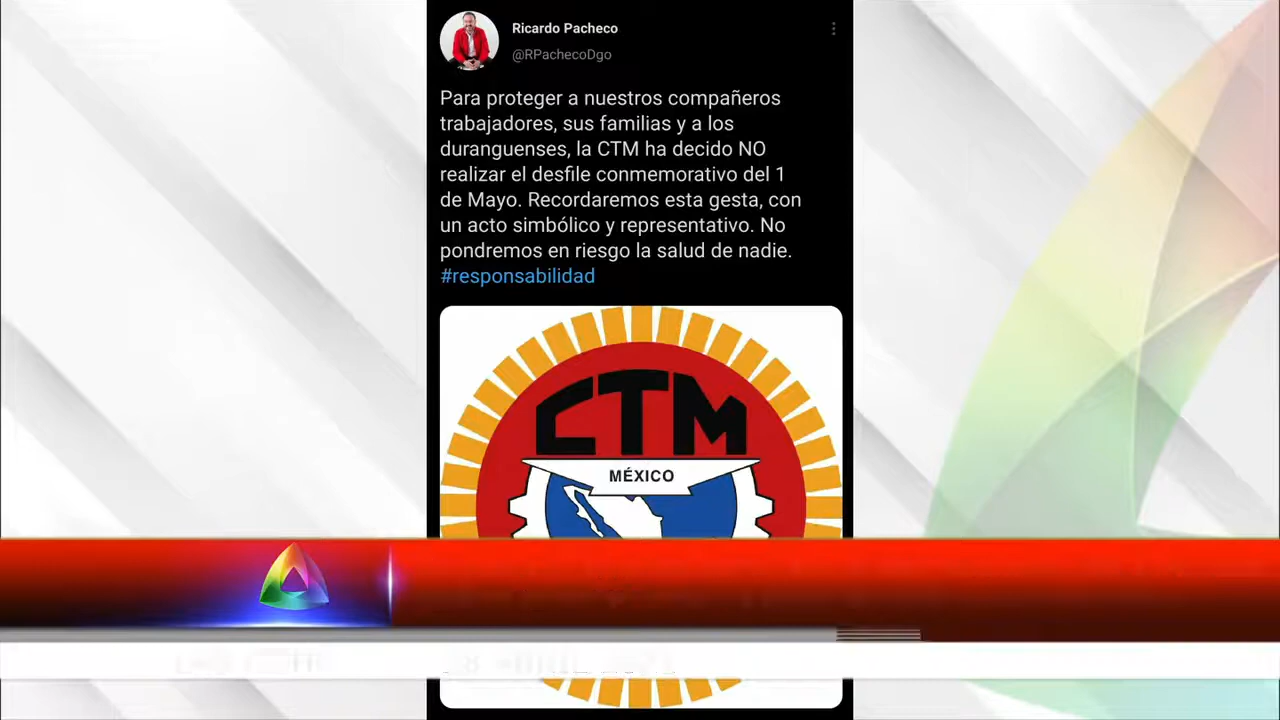 Ricardo Pacheco
@RPachecoDgo
Para proteger a nuestros compañeros
trabajadores, sus familias y a los
duranguenses, la CTM ha decido NO
realizar el desfile conmemorativo del 1
de Mayo. Recordaremos esta gesta, con
un acto simbólico y representativo. No
pondremos en riesgo la salud de nadie.
#responsabilidad
CTM
MÉXICO